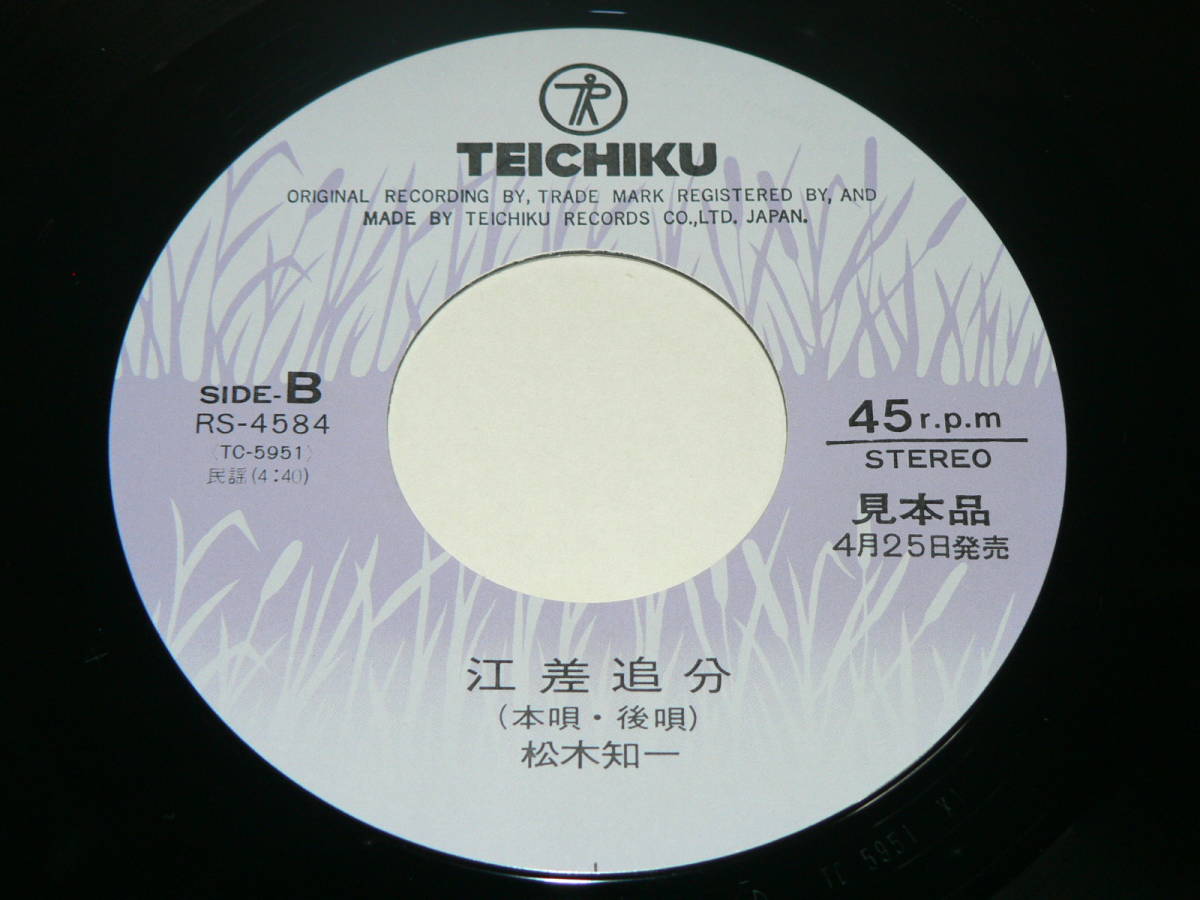 TEICHIKU
ORIGINAL RECORDING BY, TRADE MARK REGISTERED BY, AND
MADE BY TEICHIKU RECORDS CO.,LTD. JAPAN.
SIDE-B
RS-4584
(TC-5951)
民謡(4:40)
45 r.p.m
STEREO
見本品
4月25日発売
江差追分
(本唄・後唄)
松木知一